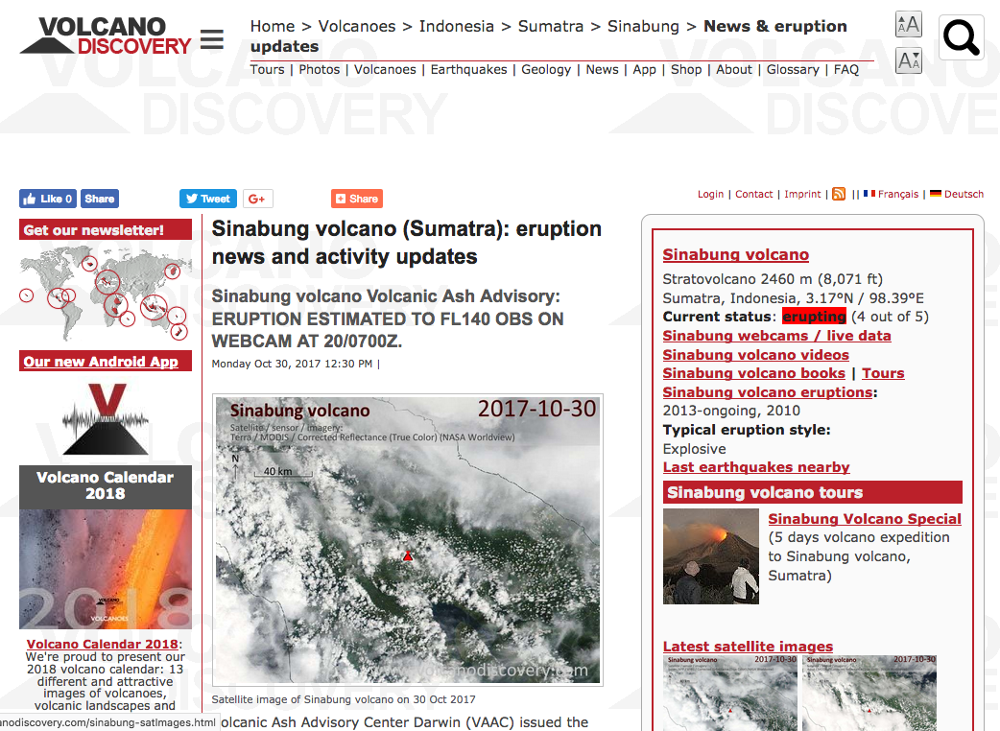 VOLCANO
DISCOVERY
Home > Volcanoes > Indonesia > Sumatra > Sinabung > News & eruption
updates
Tours | Photos | Volcanoes | Earthquakes | Geology | News | App | Shop | About | Glossary | FAQ
AA
AA
Like 0
Share
Tweet
G+
Share
Login | Contact | Imprint | || Français | Deutsch
Get our newsletter!
Our new Android App
Volcano Calendar
2018
2018
VOLCANO
DISCOVERY
VOLCANOES
Volcano Calendar 2018:
We're proud to present our
2018 volcano calendar: 13
different and attractive
images of volcanoes,
volcanic landscapes and
anodiscovery.com/sinabung-satImages.html
Sinabung volcano (Sumatra): eruption
news and activity updates
Sinabung volcano Volcanic Ash Advisory:
ERUPTION ESTIMATED TO FL140 OBS ON
WEBCAM AT 20/0700Z.
Monday Oct 30, 2017 12:30 PM |
Sinabung volcano
2017-10-30
Satellite / sensor / imagery:
Terra / MODIS / Corrected Reflectance (True Color) (NASA Worldview)
N
40 km
nodiscovery.com
Satellite image of Sinabung volcano on 30 Oct 2017
olcanic Ash Advisory Center Darwin (VAAC) issued the
Sinabung volcano
Stratovolcano 2460 m (8,071 ft)
Sumatra, Indonesia, 3.17°N / 98.39°E
Current status: erupting (4 out of 5)
Sinabung webcams / live data
Sinabung volcano videos
Sinabung volcano books | Tours
Sinabung volcano eruptions:
2013-ongoing, 2010
Typical eruption style:
Explosive
Last earthquakes nearby
Sinabung volcano tours
Sinabung Volcano Special
(5 days volcano expedition
to Sinabung volcano,
Sumatra)
Latest satellite images
Sinabung volcano 2017-10-30
Sinabung volcano 2017-10-30